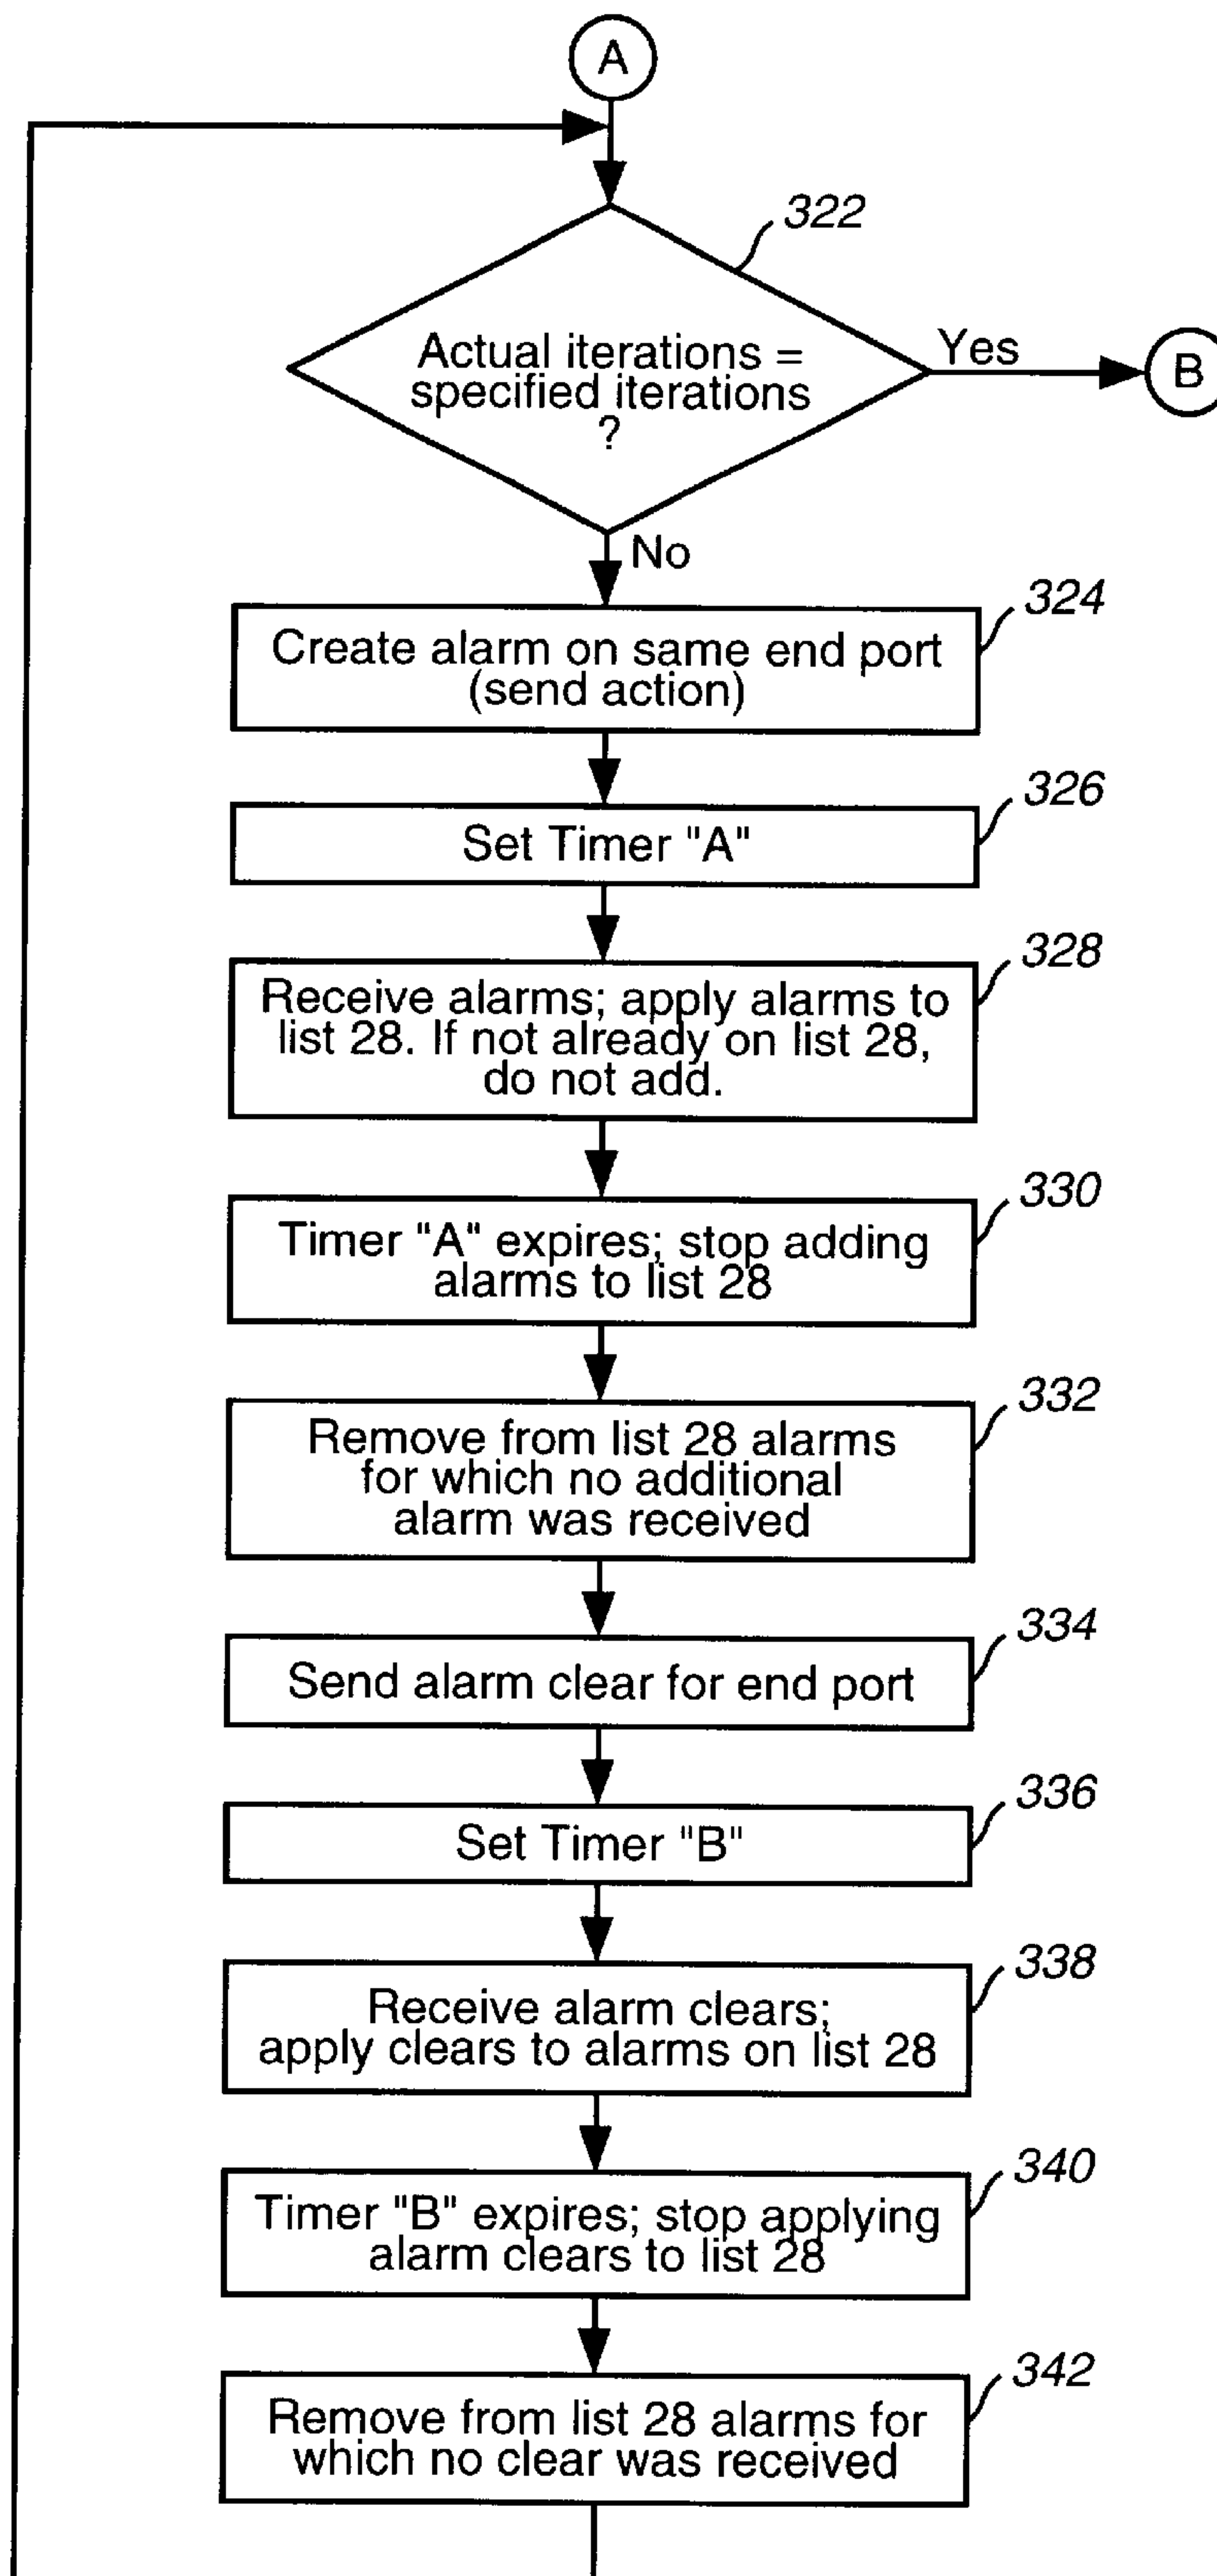 A
322
Actual iterations =
specified iterations
?
Yes
B
No
324
Create alarm on same end port
(send action)
326
Set Timer "A"
328
Receive alarms; apply alarms to
list 28. If not already on list 28,
do not add.
330
Timer "A" expires; stop adding
alarms to list 28
332
Remove from list 28 alarms
for which no additional
alarm was received
334
Send alarm clear for end port
336
Set Timer "B"
338
Receive alarm clears;
apply clears to alarms on list 28
340
Timer "B" expires; stop applying
alarm clears to list 28
342
Remove from list 28 alarms for
which no clear was received